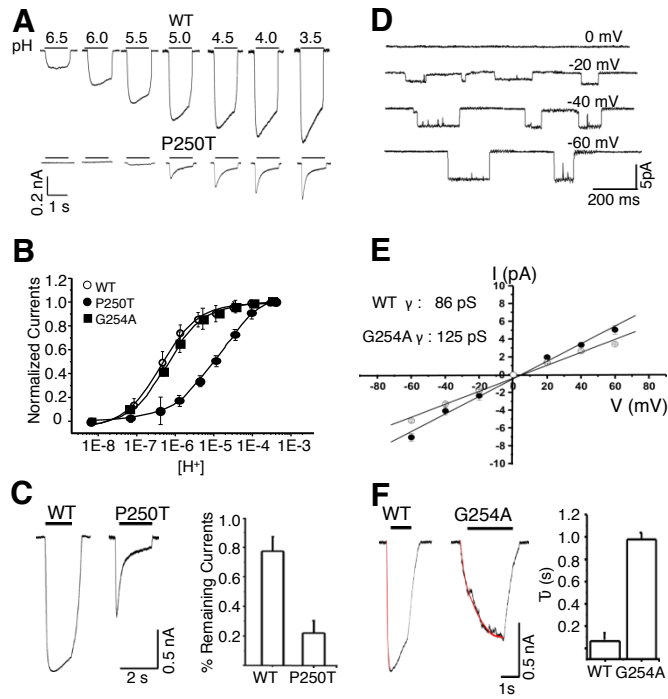 A
WT
pH 6.5 6.0 5.5 5.0 4.5 4.0 3.5
P250T
0.2 nA
1 s
B
Normalized Currents
1.2
1.0
0.8
0.6
0.4
0.2
0
WT
P250T
G254A
1E-8 1E-7 1E-6 1E-5 1E-4 1E-3
[H+]
C
WT P250T
2 s
0.5 nA
% Remaining Currents
1.0
0.8
0.6
0.4
0.2
WT P250T
D
0 mV
-20 mV
-40 mV
-60 mV
5pA
200 ms
E
I (pA)
WT γ : 86 pS
G254A γ : 125 pS
10
8
6
4
2
0
-2
-4
-6
-8
-10
-80 -60 -40 -20 0 20 40 60 80
V (mV)
F
WT G254A
0.5 nA
1s
1.2
1.0
0.8
0.6
0.4
0.2
(s)
WT G254A